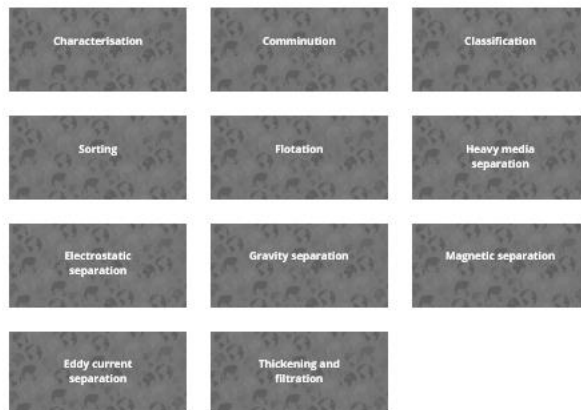 Characterisation
Comminution
Classification
Sorting
Flotation
Heavy media
separation
Electrostatic
separation
Gravity separation
Magnetic separation
Eddy current
separation
Thickening and
filtration